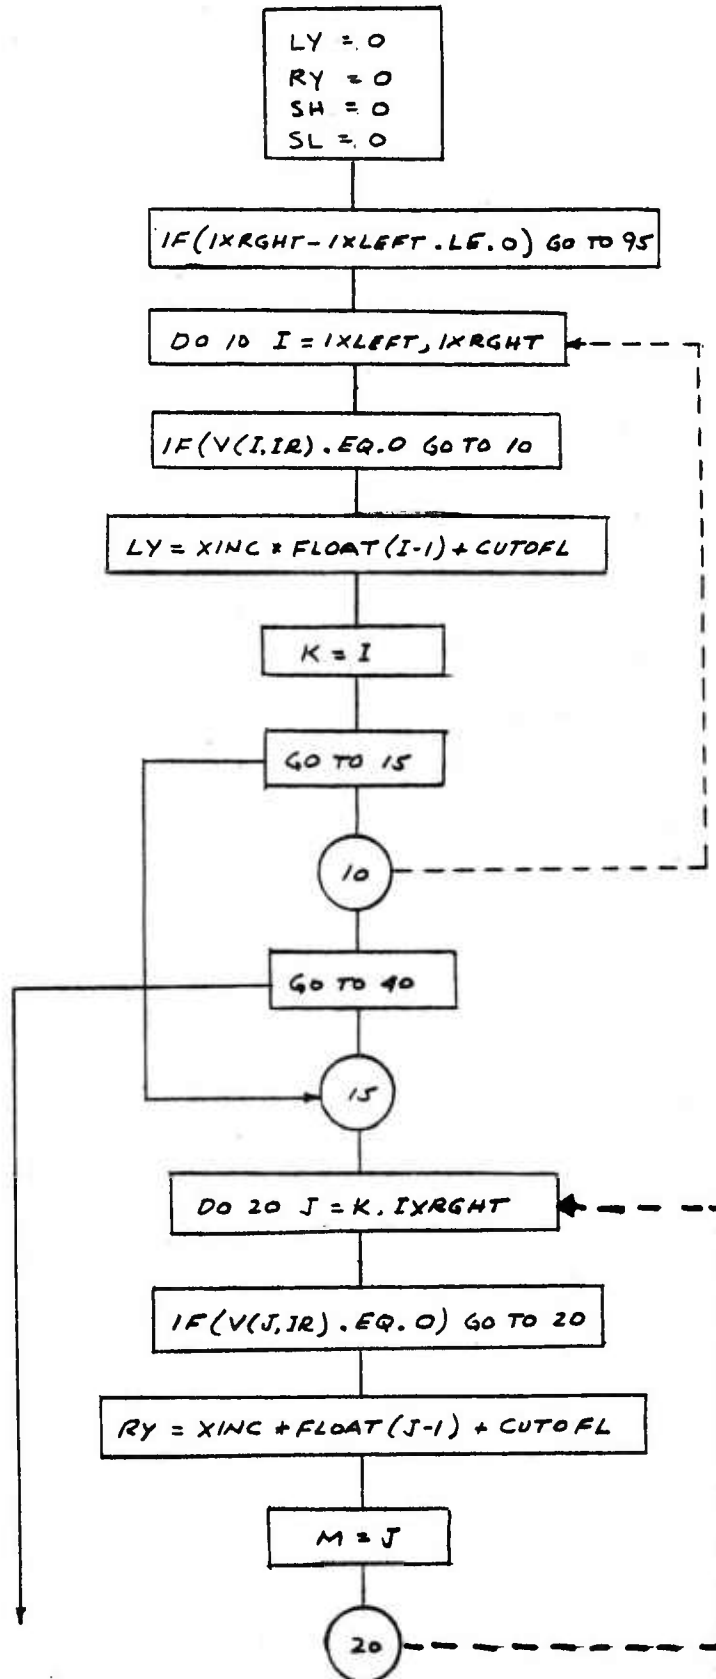 LY = 0
RY = 0
SH = 0
SL = 0
IF(IXRGHT-IXLEFT.LE.0) GO TO 95
DO 10 I = IXLEFT, IXRGHT
IF(V(I,IR).EQ.0 GO TO 10
LY = XINC * FLOAT(I-1) + CUTOFL
K = I
GO TO 15
10
GO TO 40
15
DO 20 J = K, IXRGHT
IF(V(J,IR).EQ.0) GO TO 20
RY = XINC * FLOAT(J-1) + CUTOFL
M = J
20